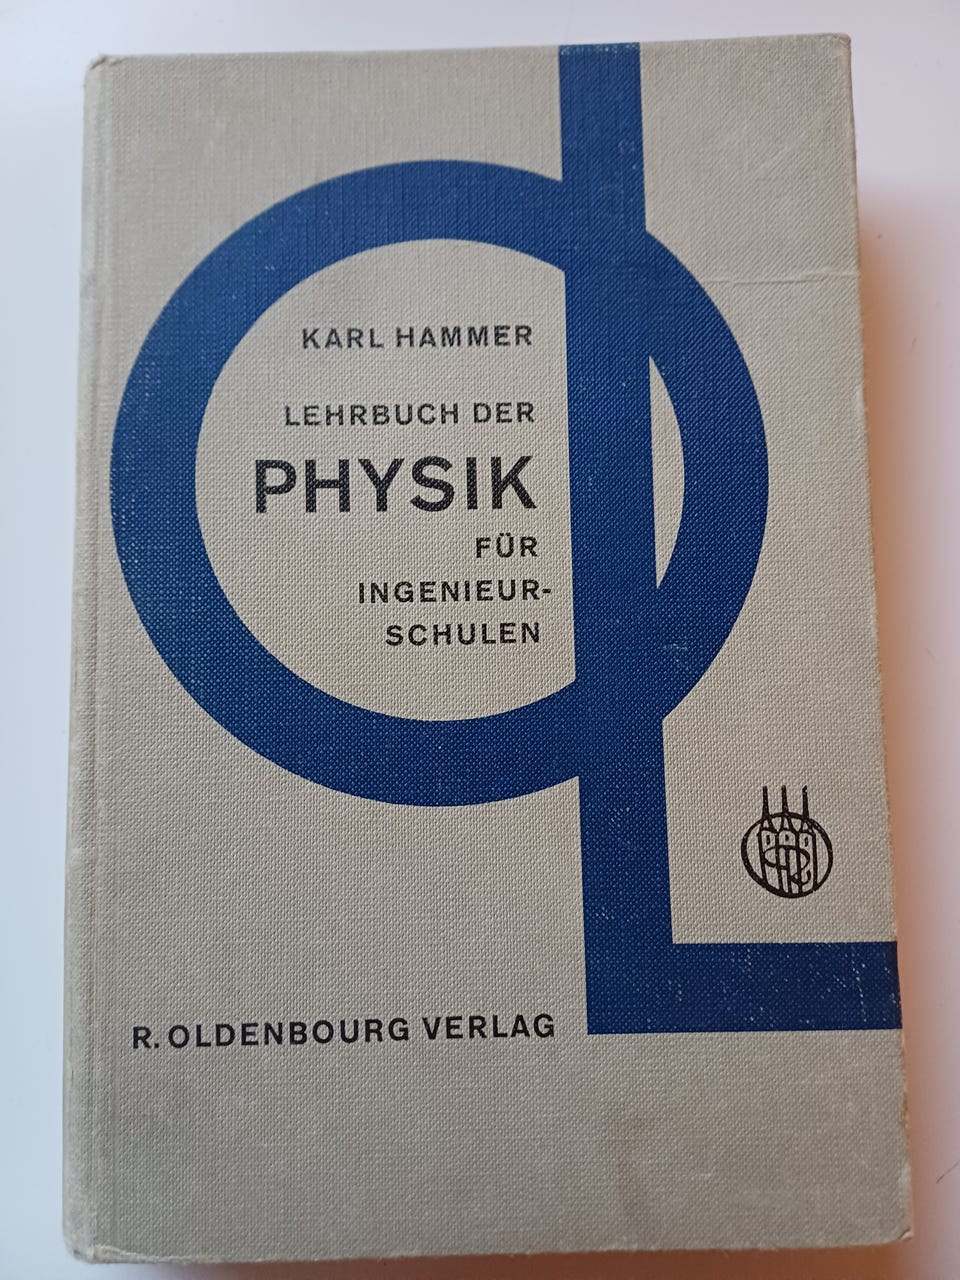 KARL HAMMER
LEHRBUCH DER
PHYSIK
FÜR
INGENIEUR-
SCHULEN
R. OLDENBOURG VERLAG